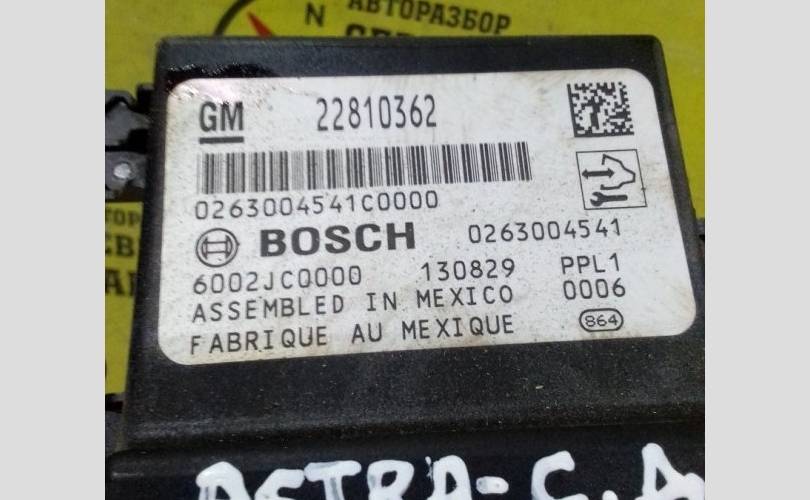 N
АВТОРАЗБОР
GM 22810362
0263004541C0000
BOSCH 0263004541
6002JC0000 130829 PPL1
ASSEMBLED IN MEXICO 0006
FABRIQUE AU MEXIQUE 864